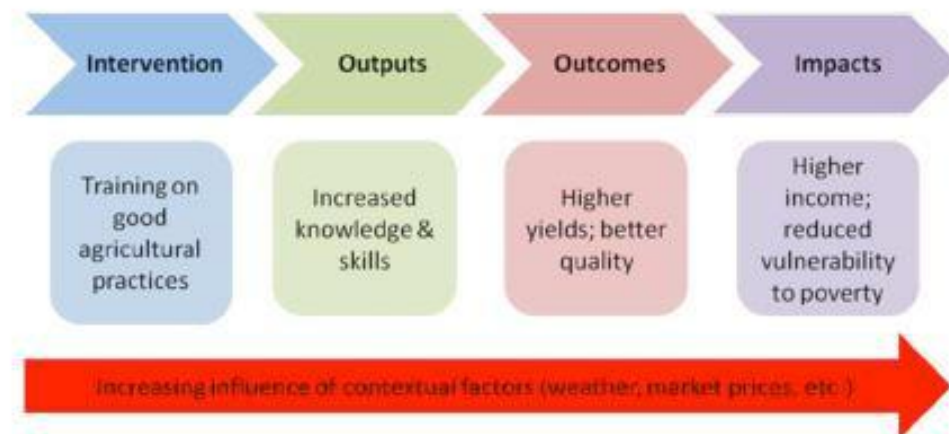 Intervention
Outputs
Outcomes
Impacts
Training on
good
agricultural
practices
Increased
knowledge &
skills
Higher
yields; better
quality
Higher
income;
reduced
vulnerability
to poverty
Increasing influence of contextual factors (weather, market prices, etc.)